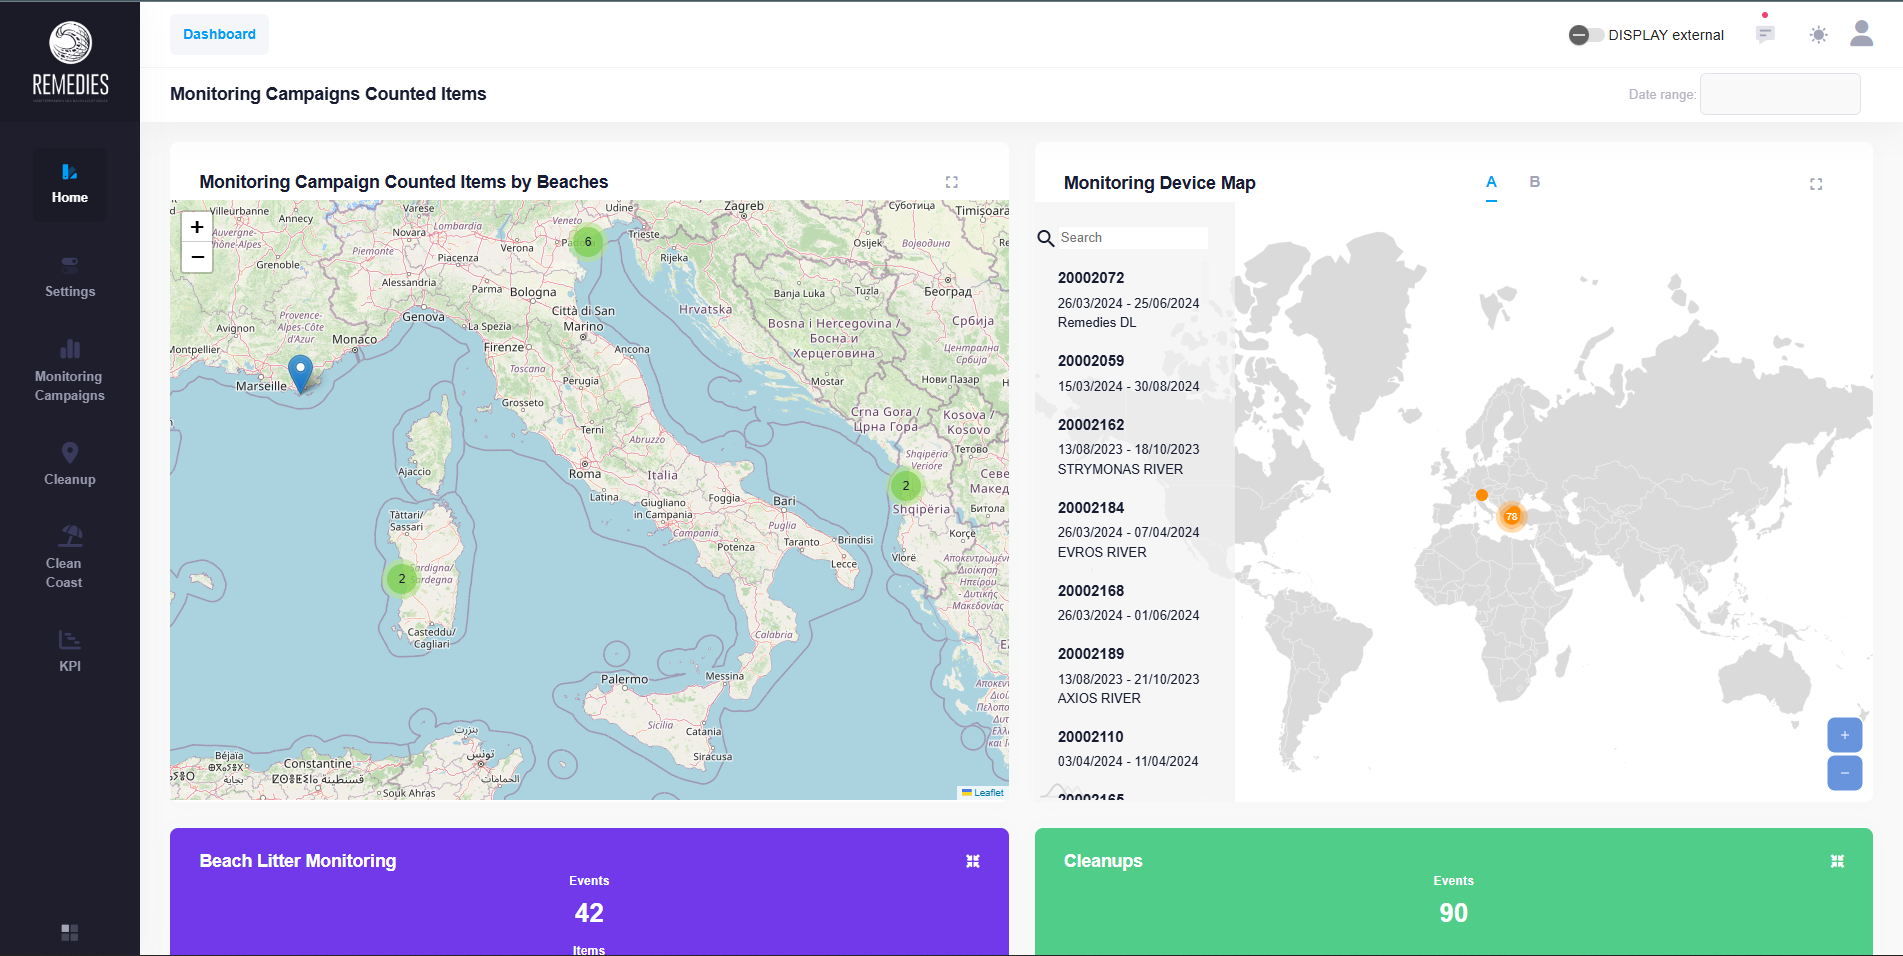 REMEDIES
Home
Settings
Monitoring
Campaigns
Cleanup
Clean
Coast
KPI
Dashboard
DISPLAY external
Monitoring Campaigns Counted Items
Date range:
Monitoring Campaign Counted Items by Beaches
+
−
Villeurbanne
Annecy
Auvergne-
Rhône-Alpes
Grenoble
Varese
Lombardia
Novara
Piemonte
Piacenza
Verona
Veneto
Udine
Trieste
Rijeka
Zagreb
Суботица
Timișoara
Osijek
Војводина
Alessandria
Parma
Bologna
Banja Luka
Tuzla
Београд
Provence-
Alpes-Côte
d'Azur
Avignon
Monaco
Genova
La Spezia
Città di San
Marino
Hrvatska
Bosna i Hercegovina /
Босна и
Херцеговина
Србија
Централна
Србија
Montpellier
Marseille
Firenze
Toscana
Ancona
Perugia
Mostar
Нови Пазар
Grosseto
Terni
Crna Gora /
Црна Гора
Kosova /
Kosovo
Abruzzo
Тетово
Shqipëria
Veriore
Ajaccio
Roma
Italia
Latina
Giugliano
in Campania
Foggia
Bari
Shqipëria
Битола
Tàttari/
Sassari
Campania
Puglia
Potenza
Taranto
Brindisi
Lecce
Korçë
Vlorë
Sardigna/
Sardegna
Casteddu/
Cagliari
Calabria
Palermo
Messina
Sicilia
Catania
Siracusa
بنزرت
تونس
الحمامات
Béjaïa
بجاية
Constantine
قسنطينة
Souk Ahras
6
2
2
Leaflet
Monitoring Device Map
A
B
Search
20002072
26/03/2024 - 25/06/2024
Remedies DL
20002059
15/03/2024 - 30/08/2024
20002162
13/08/2023 - 18/10/2023
STRYMONAS RIVER
20002184
26/03/2024 - 07/04/2024
EVROS RIVER
20002168
26/03/2024 - 01/06/2024
20002189
13/08/2023 - 21/10/2023
AXIOS RIVER
20002110
03/04/2024 - 11/04/2024
20002165
78
+
−
Beach Litter Monitoring
Events
42
Items
Cleanups
Events
90